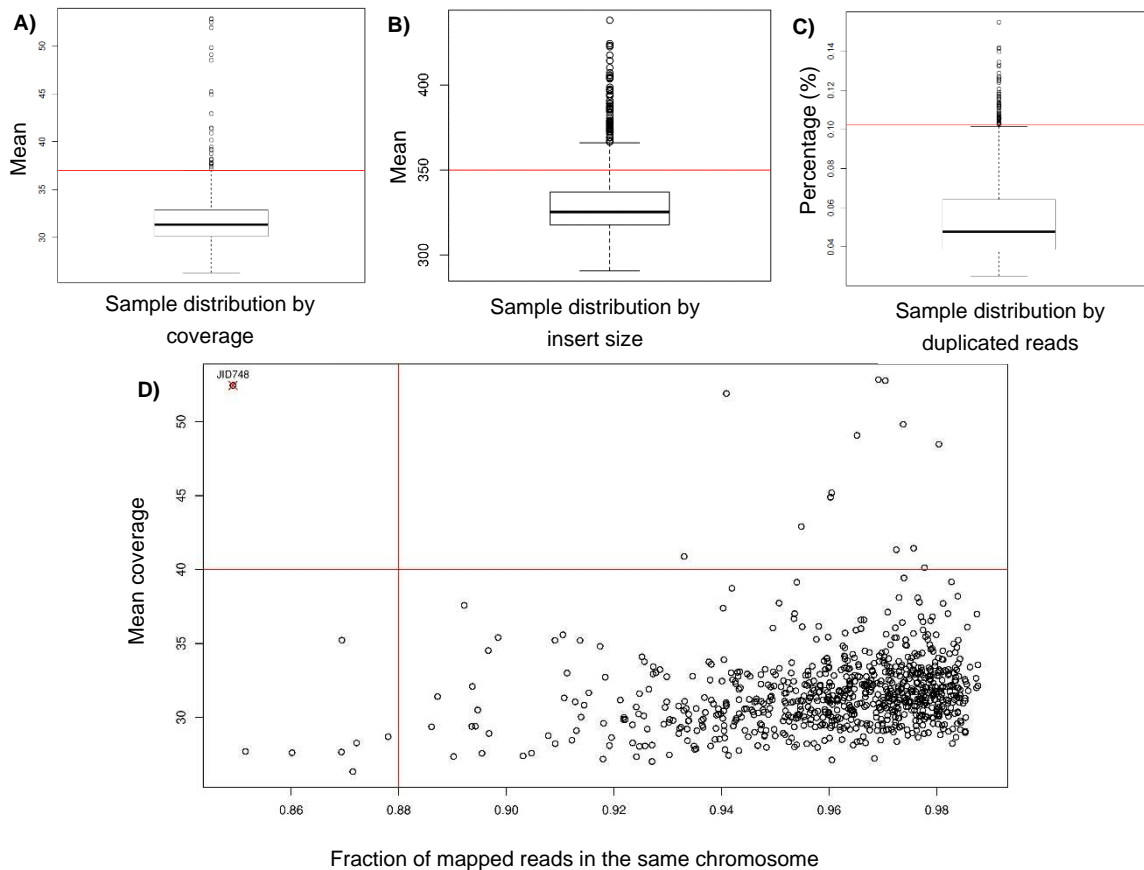 A)
Mean
50
45
40
35
30
Sample distribution by
coverage
B)
Mean
400
350
300
Sample distribution by
insert size
C)
Percentage (%)
0.14
0.12
0.10
0.08
0.06
0.04
Sample distribution by
duplicated reads
D)
JID748
Mean coverage
50
45
40
35
30
0.86 0.88 0.90 0.92 0.94 0.96 0.98
Fraction of mapped reads in the same chromosome